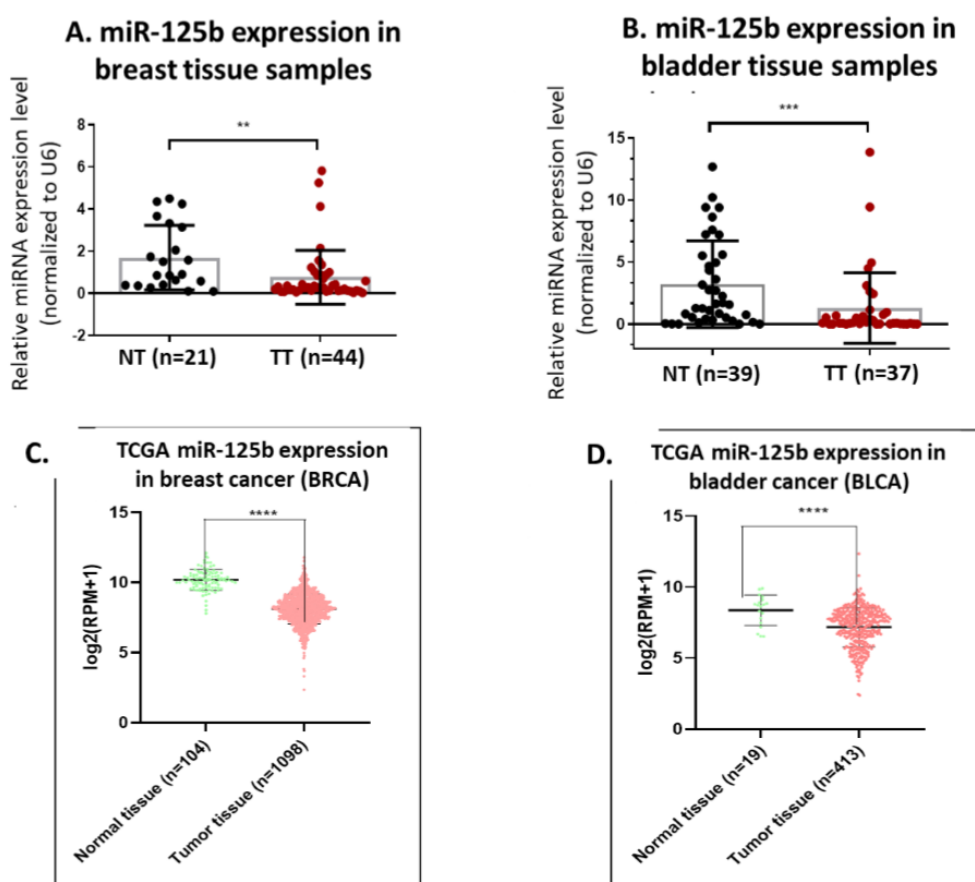 A. miR-125b expression in
breast tissue samples
Relative miRNA expression level
(normalized to U6)
8
6
4
2
0
-2
**
NT (n=21)
TT (n=44)
B. miR-125b expression in
bladder tissue samples
Relative miRNA expression level
(normalized to U6)
15
10
5
0
***
NT (n=39)
TT (n=37)
C.
TCGA miR-125b expression
in breast cancer (BRCA)
log2(RPM+1)
15
10
5
0
****
Normal tissue (n=104)
Tumor tissue (n=1098)
D.
TCGA miR-125b expression in
bladder cancer (BLCA)
log2(RPM+1)
15
10
5
0
****
Normal tissue (n=19)
Tumor tissue (n=413)